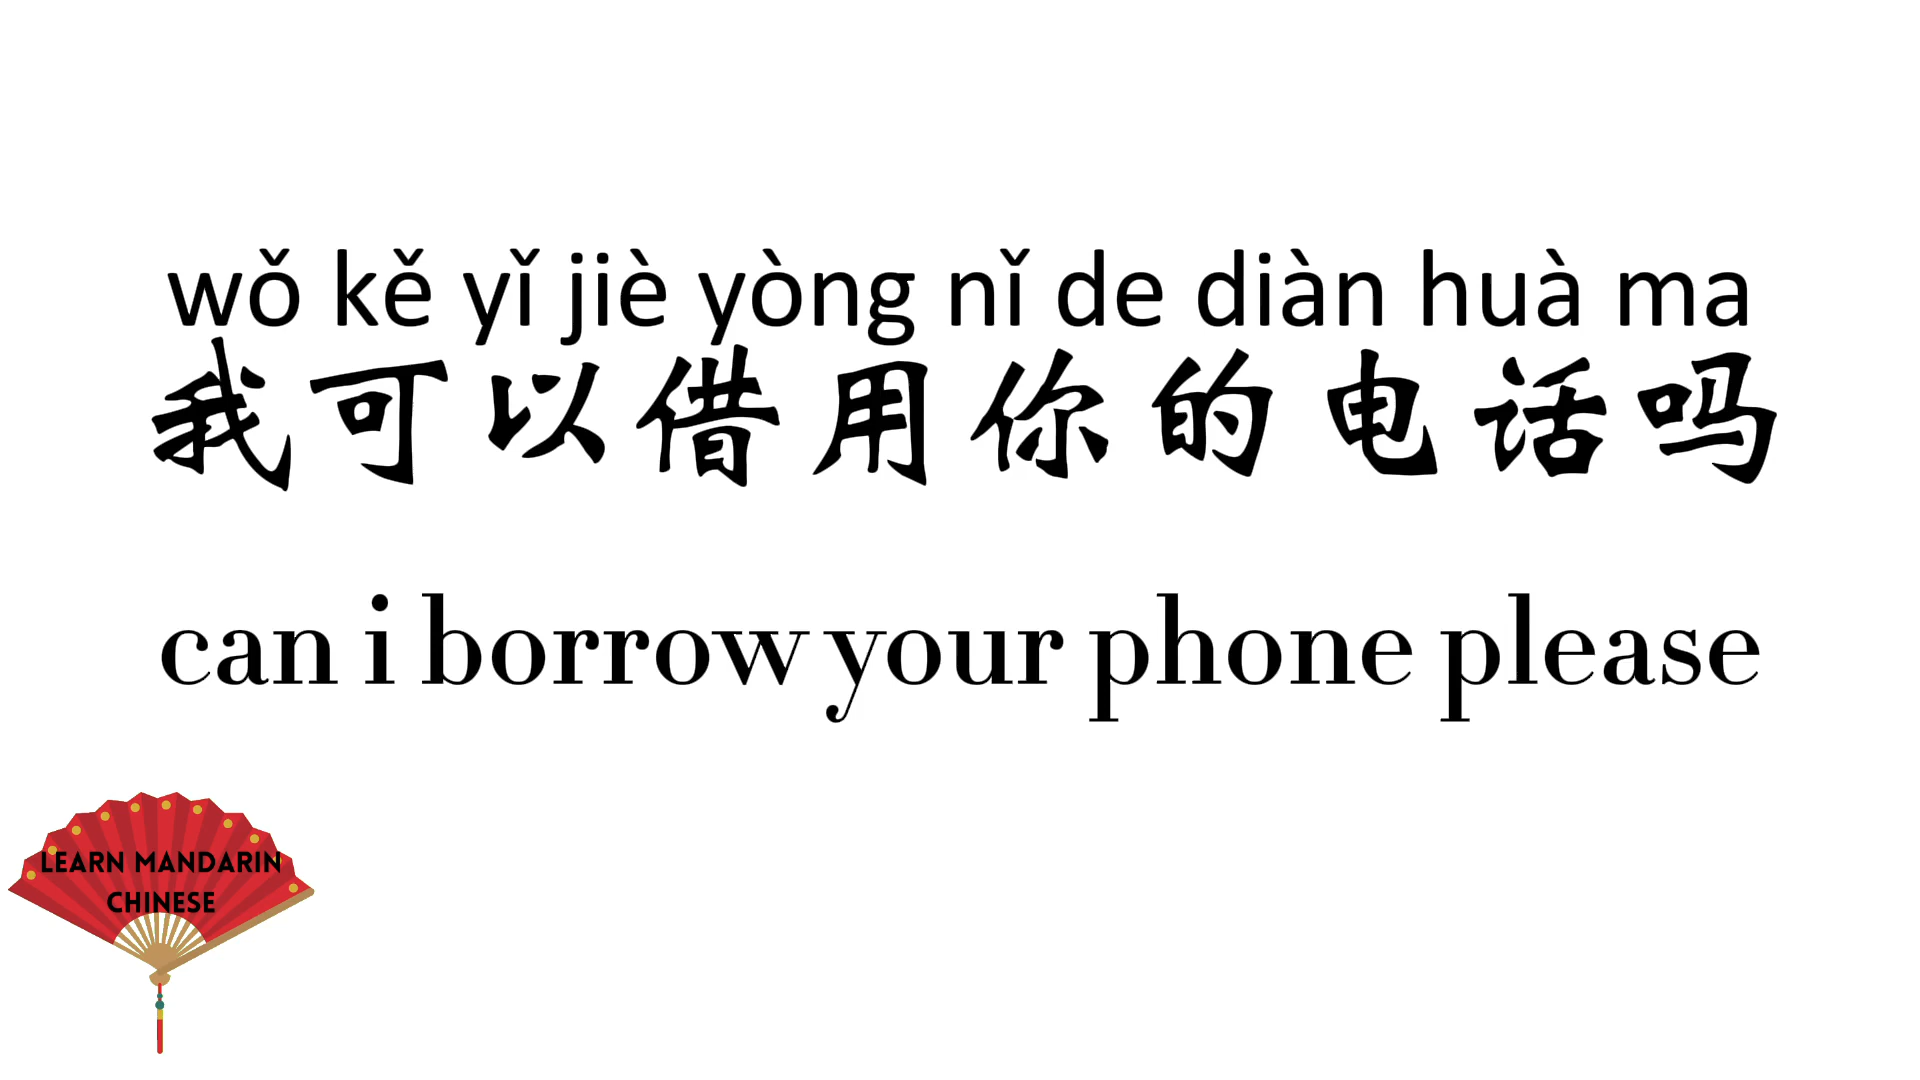 wǒ kě yǐ jiè yòng nǐ de diàn huà ma
我可以借用你的电话吗
can i borrow your phone please
LEARN MANDARIN
CHINESE